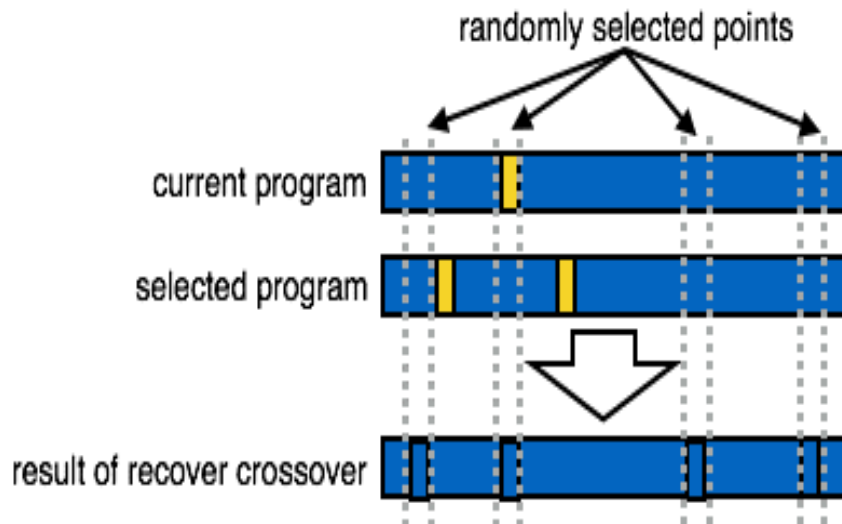 randomly selected points
current program
selected program
result of recover crossover